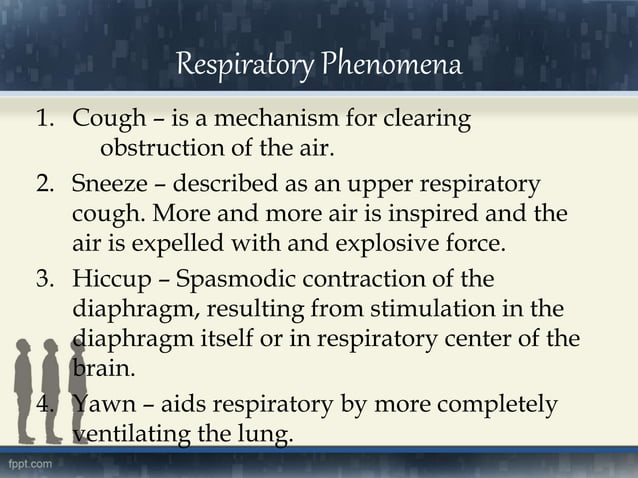 Respiratory Phenomena
1. Cough – is a mechanism for clearing
obstruction of the air.
2. Sneeze – described as an upper respiratory
cough. More and more air is inspired and the
air is expelled with and explosive force.
3. Hiccup – Spasmodic contraction of the
diaphragm, resulting from stimulation in the
diaphragm itself or in respiratory center of the
brain.
4. Yawn – aids respiratory by more completely
ventilating the lung.
fppt.com